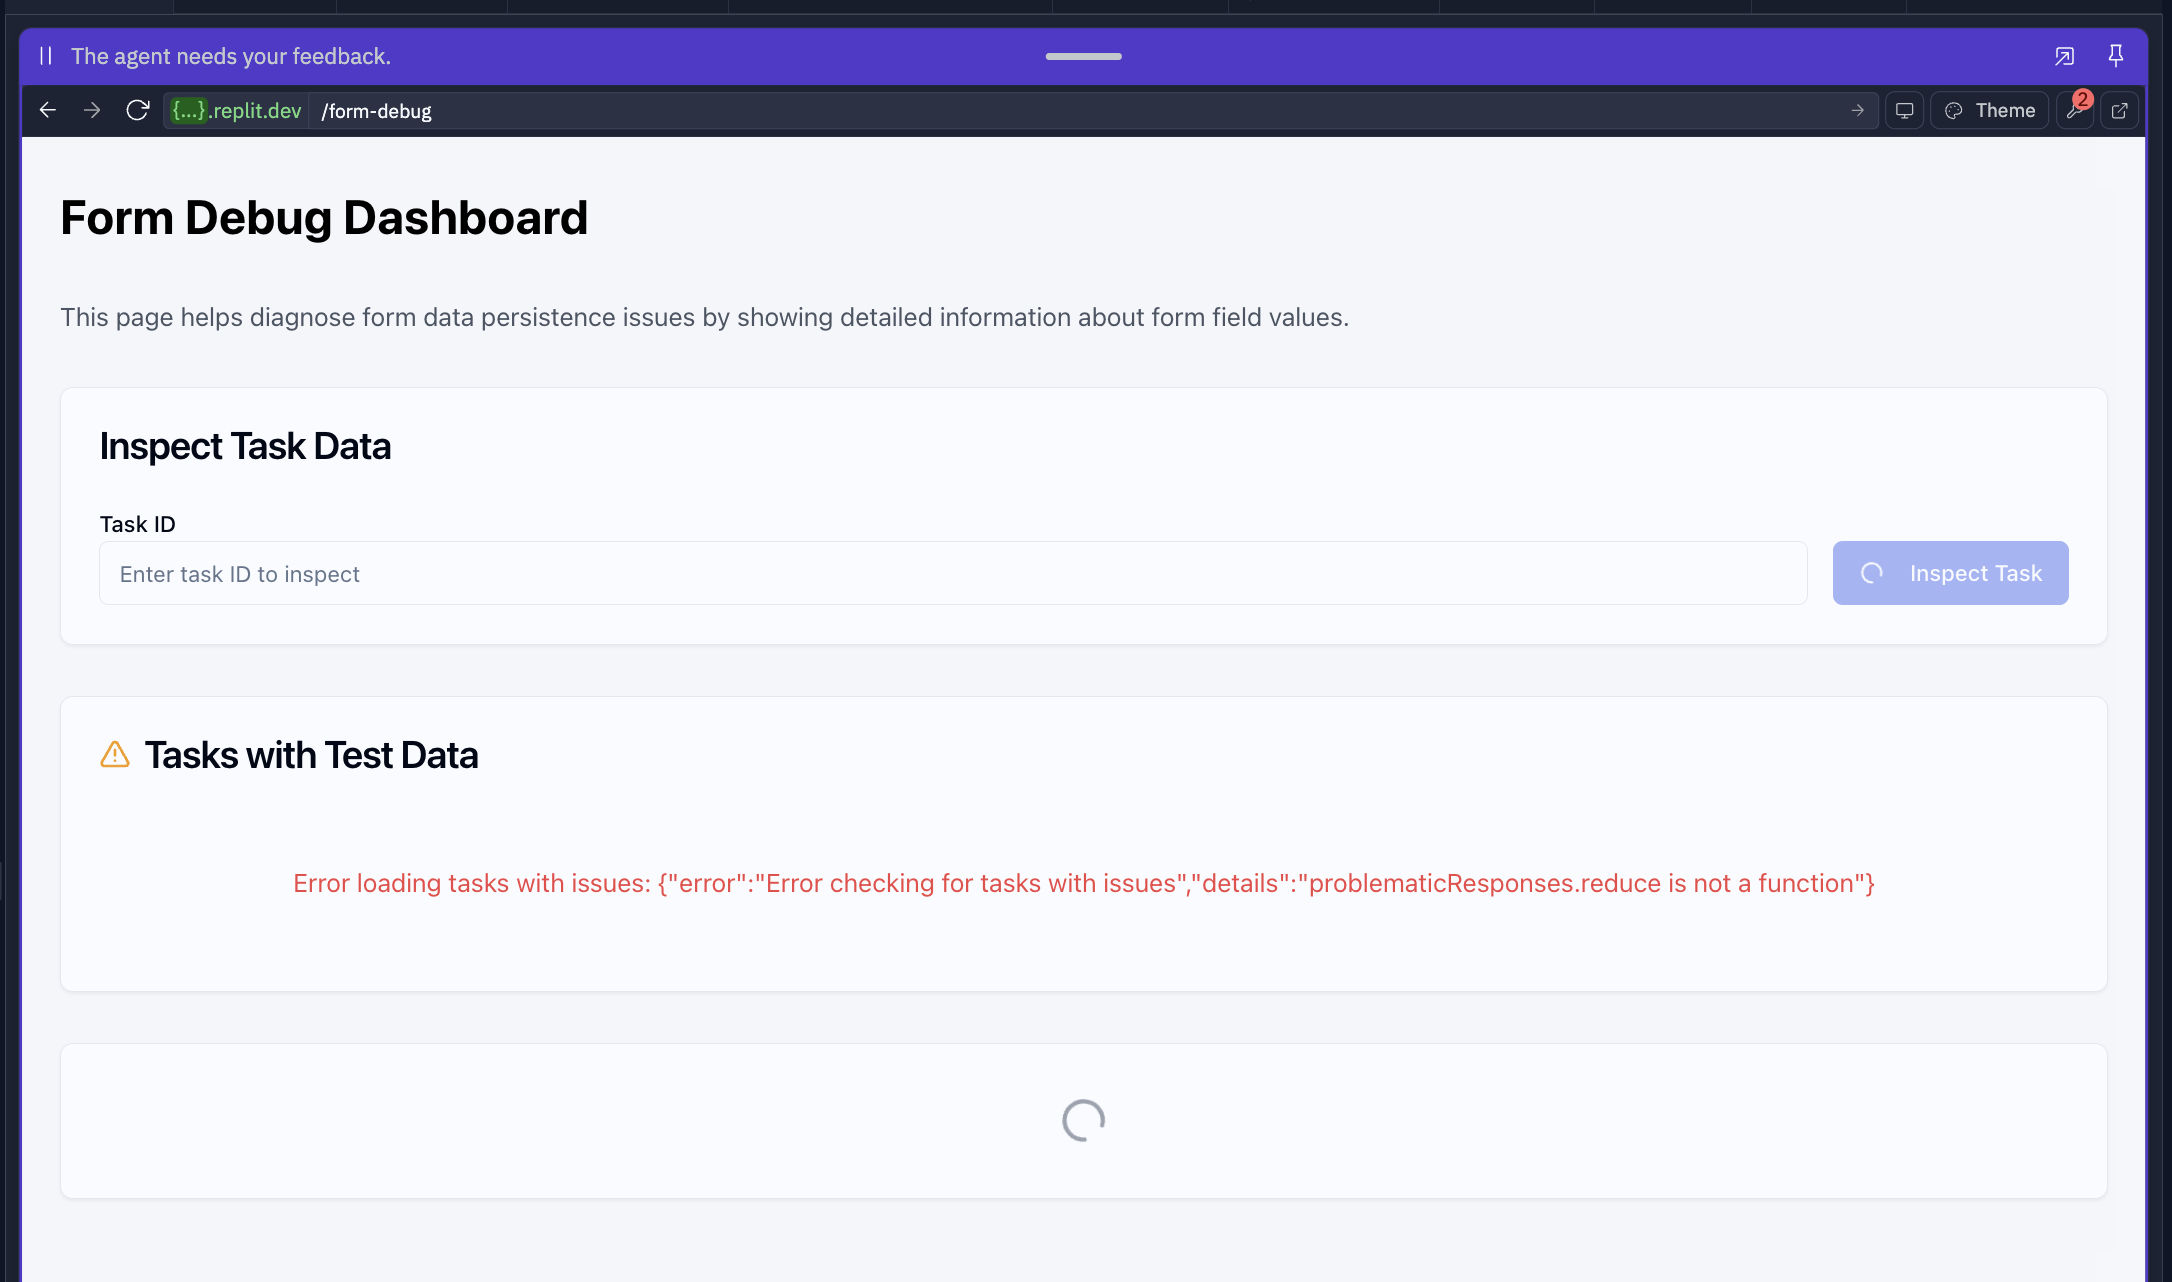 The agent needs your feedback.
{...}.replit.dev /form-debug
Theme
2
Form Debug Dashboard
This page helps diagnose form data persistence issues by showing detailed information about form field values.
Inspect Task Data
Task ID
Enter task ID to inspect
Inspect Task
Tasks with Test Data
Error loading tasks with issues: {"error":"Error checking for tasks with issues","details":"problematicResponses.reduce is not a function"}